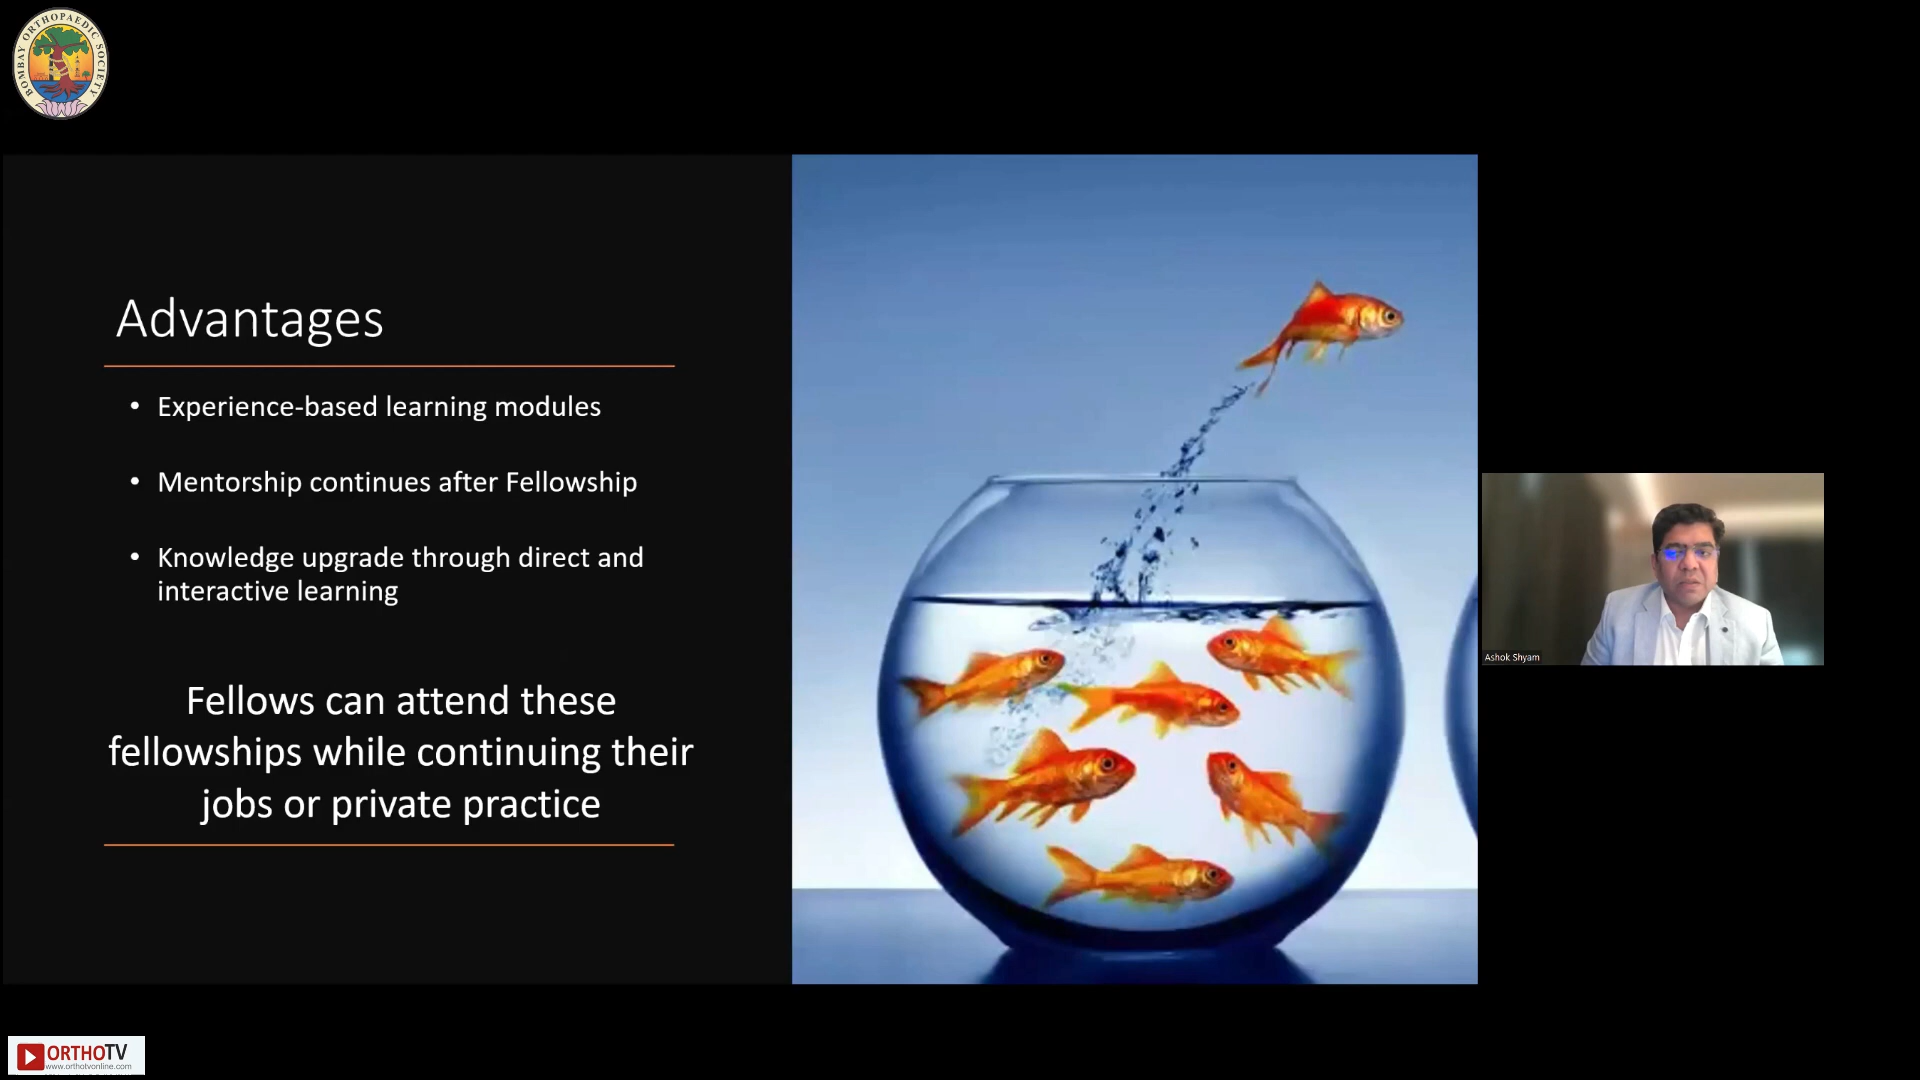 BOMBAY ORTHOPAEDIC SOCIETY
Advantages
• Experience-based learning modules
• Mentorship continues after Fellowship
• Knowledge upgrade through direct and
interactive learning
Fellows can attend these
fellowships while continuing their
jobs or private practice
Ashok Shyam
ORTHOTV
www.orthotvonline.com